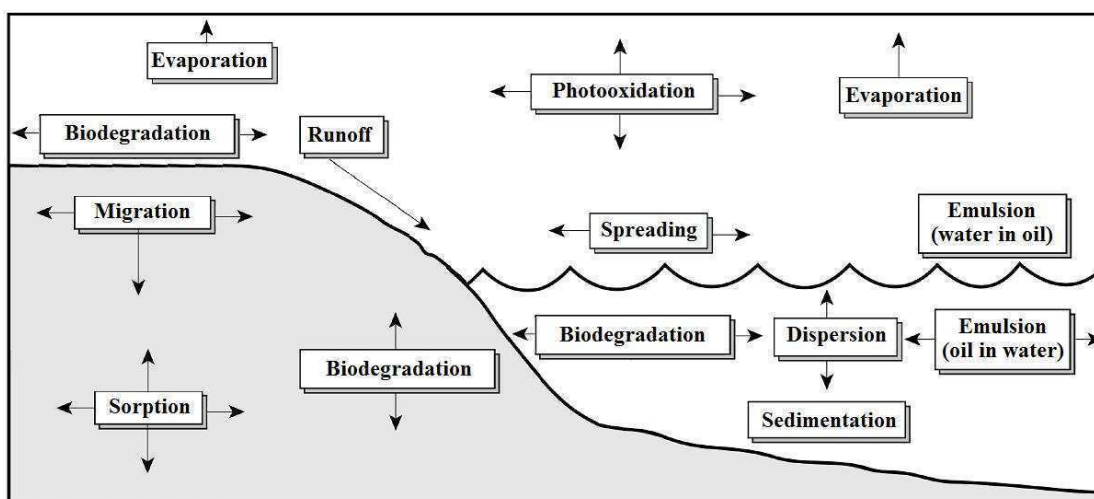 Evaporation
Photooxidation
Evaporation
Biodegradation
Runoff
Migration
Spreading
Emulsion
(water in oil)
Biodegradation
Dispersion
Emulsion
(oil in water)
Biodegradation
Sorption
Sedimentation